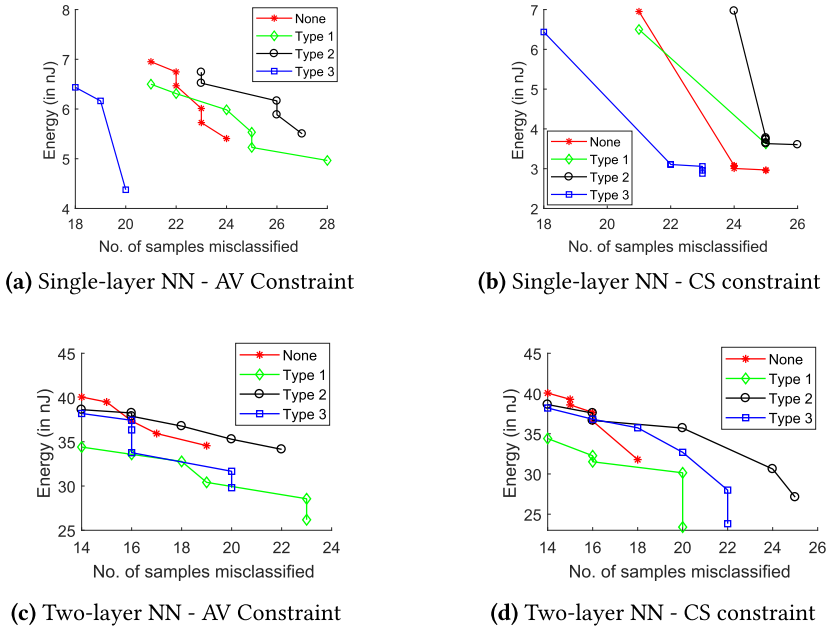 8
7
6
5
4
Energy (in nJ)
18 20 22 24 26 28
No. of samples misclassified
None
Type 1
Type 2
Type 3
(a) Single-layer NN - AV Constraint
7
6
5
4
3
2
Energy (in nJ)
18 20 22 24 26
No. of samples misclassified
None
Type 1
Type 2
Type 3
(b) Single-layer NN - CS constraint
45
40
35
30
25
Energy (in nJ)
14 16 18 20 22 24
No. of samples misclassified
None
Type 1
Type 2
Type 3
(c) Two-layer NN - AV Constraint
45
40
35
30
25
Energy (in nJ)
14 16 18 20 22 24 26
No. of samples misclassified
None
Type 1
Type 2
Type 3
(d) Two-layer NN - CS constraint